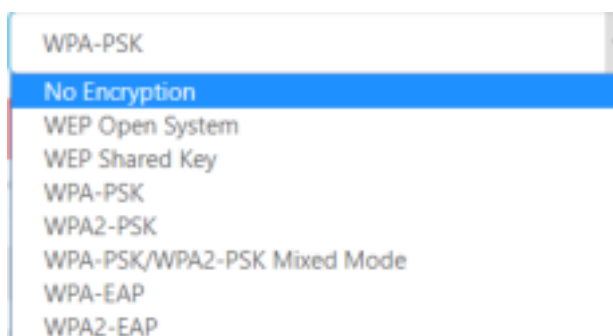 WPA-PSK
No Encryption
WEP Open System
WEP Shared Key
WPA-PSK
WPA2-PSK
WPA-PSK/WPA2-PSK Mixed Mode
WPA-EAP
WPA2-EAP